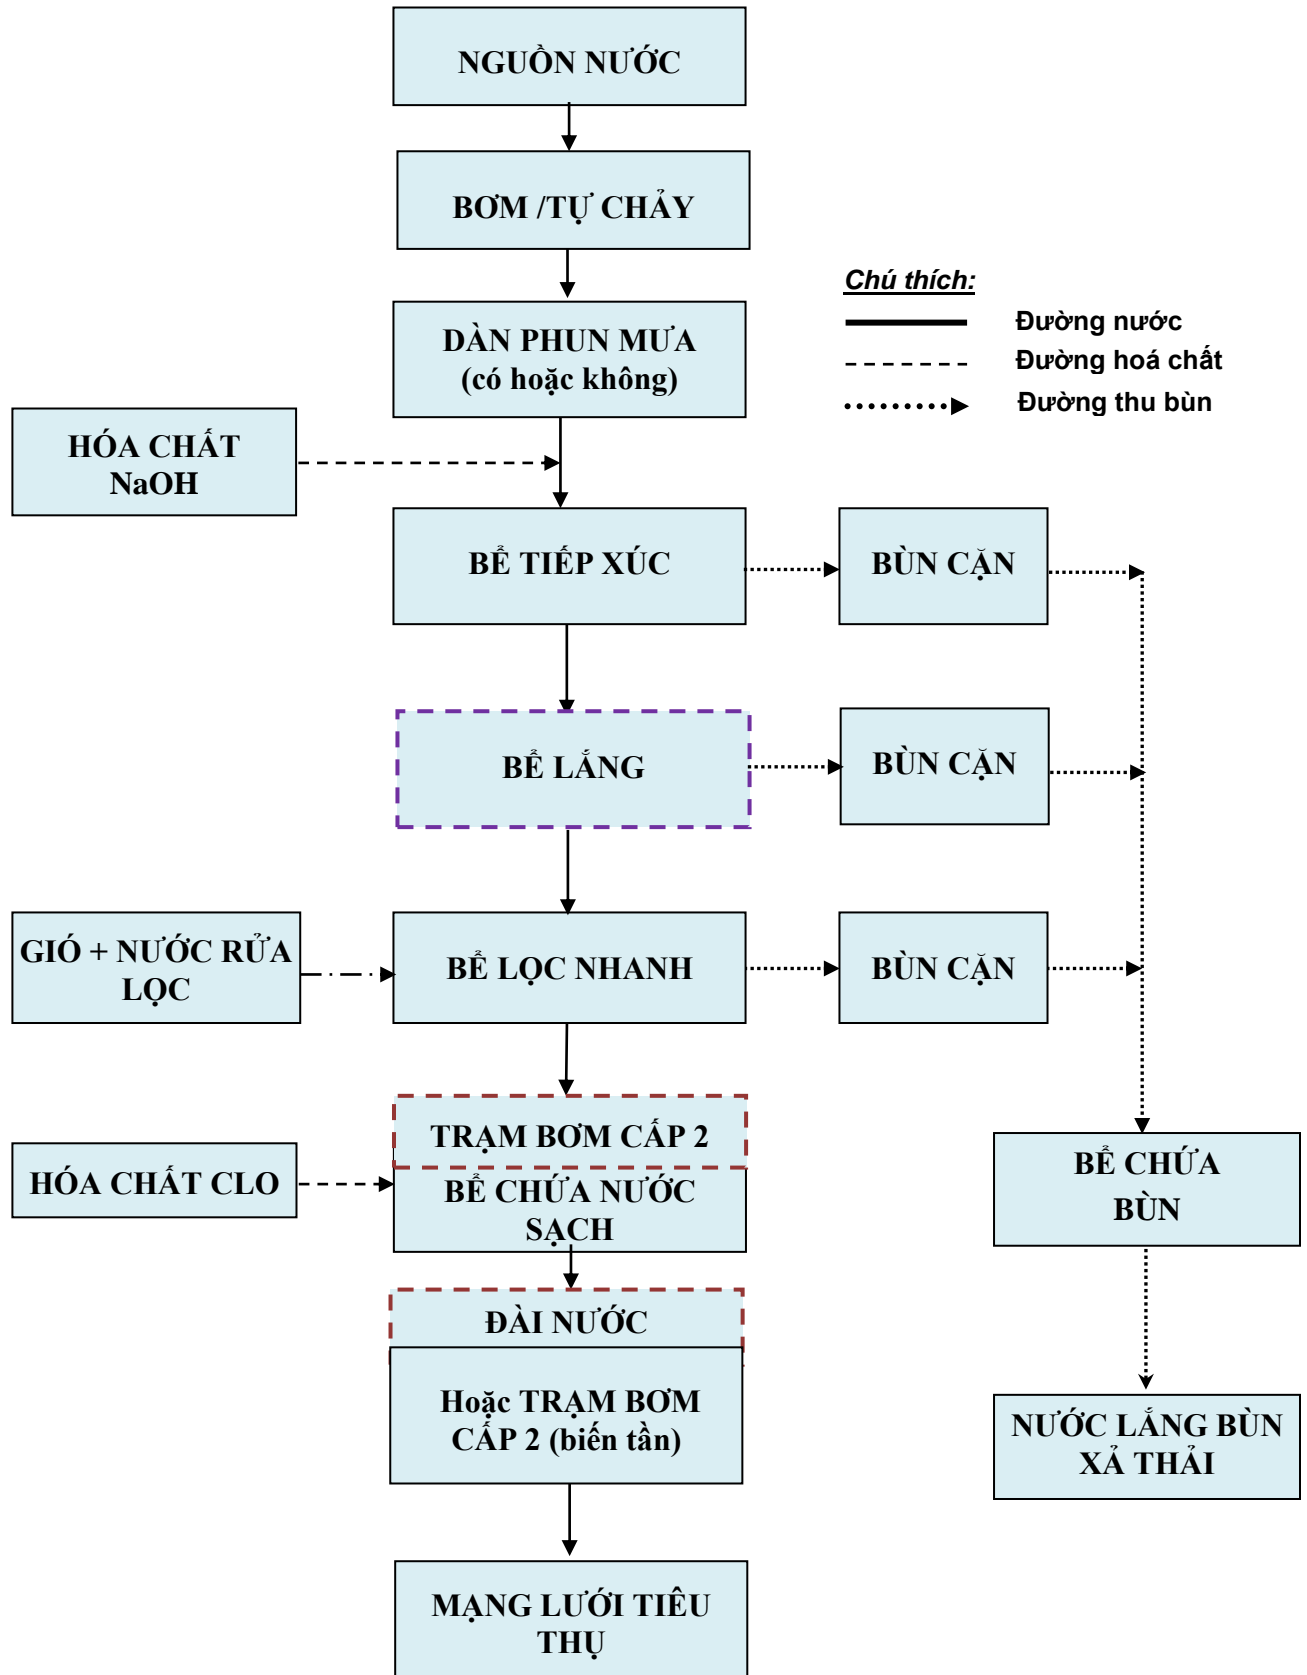 NGUỒN NƯỚC
BƠM /TỰ CHẢY
Chú thích:
Đường nước
Đường hoá chất
Đường thu bùn
DÀN PHUN MƯA
(có hoặc không)
HÓA CHẤT
NaOH
BỂ TIẾP XÚC
BÙN CẶN
BỂ LẮNG
BÙN CẶN
GIÓ + NƯỚC RỬA
LỌC
BỂ LỌC NHANH
BÙN CẶN
TRẠM BƠM CẤP 2
HÓA CHẤT CLO
BỂ CHỨA NƯỚC
SẠCH
BỂ CHỨA
BÙN
ĐÀI NƯỚC
Hoặc TRẠM BƠM
CẤP 2 (biến tần)
NƯỚC LẮNG BÙN
XẢ THẢI
MẠNG LƯỚI TIÊU
THỤ